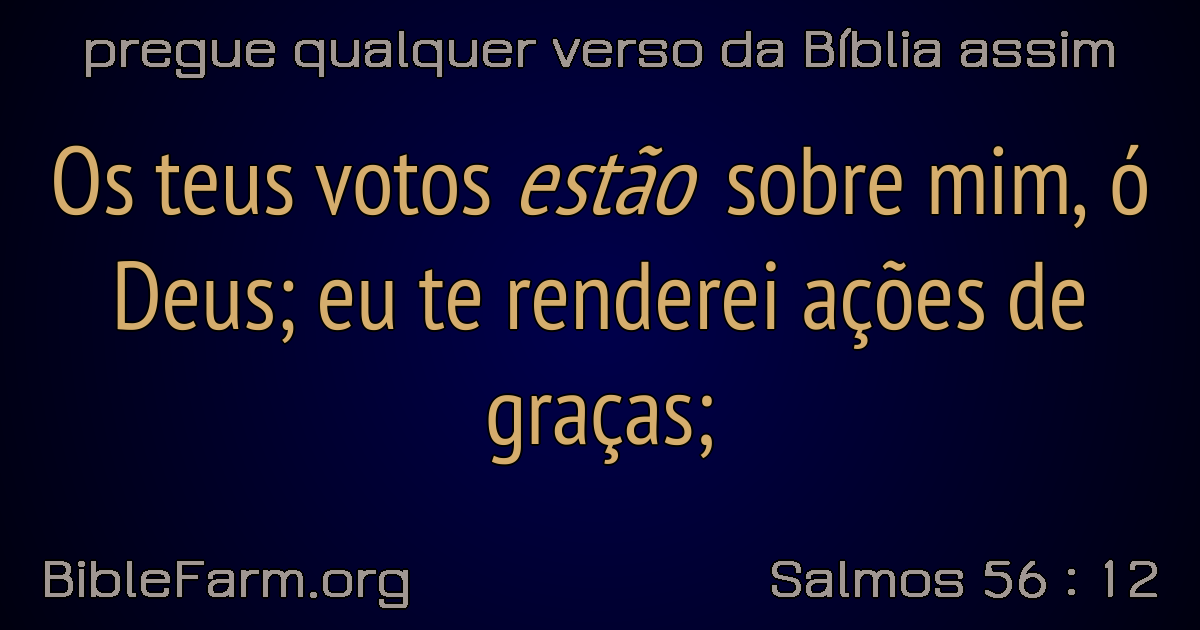 pregue qualquer verso da Bíblia assim
Os teus votos estão sobre mim, ó
Deus; eu te renderei ações de
graças;
BibleFarm.org
Salmos 56 : 12